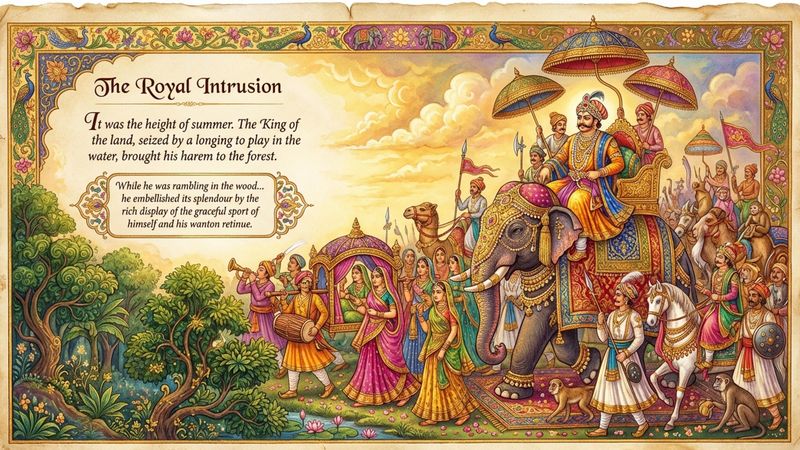 The Royal Intrusion
It was the height of summer. The King of
the land, seized by a longing to play in the
water, brought his harem to the forest.
While he was rambling in the wood...
he embellished its splendour by the
rich display of the graceful sport of
himself and his wanton retinue.